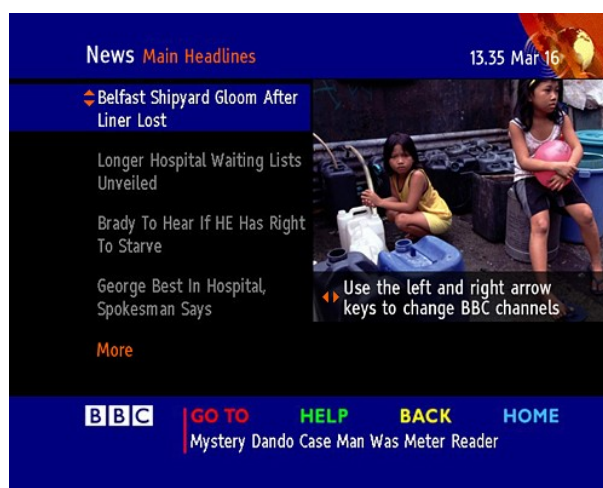 News Main Headlines
13.35 Mar 16
Belfast Shipyard Gloom After
Liner Lost
Longer Hospital Waiting Lists
Unveiled
Brady To Hear If HE Has Right
To Starve
George Best In Hospital,
Spokesman Says
Use the left and right arrow
keys to change BBC channels
More
BBC
GO TO HELP BACK HOME
Mystery Dando Case Man Was Meter Reader